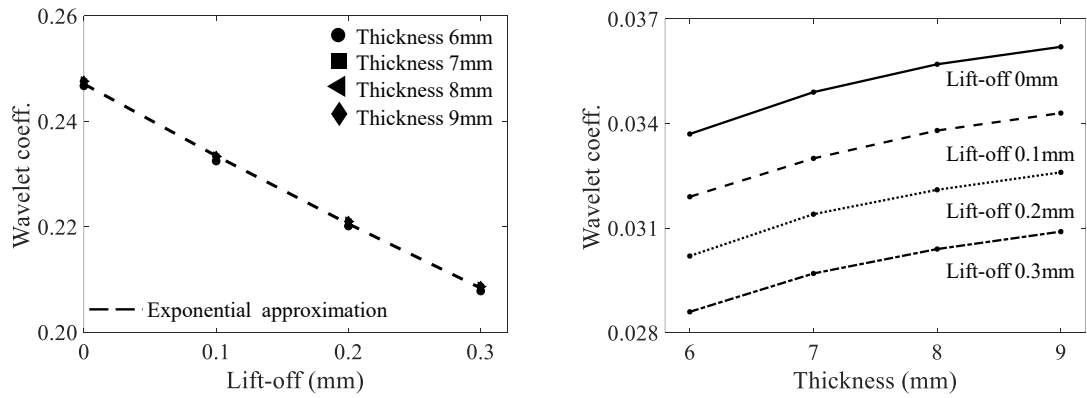 0.26
0.24
0.22
0.20
Wavelet coeff.
Thickness 6mm
Thickness 7mm
Thickness 8mm
Thickness 9mm
Exponential approximation
0 0.1 0.2 0.3
Lift-off (mm)
0.037
0.034
0.031
0.028
Wavelet coeff.
Lift-off 0mm
Lift-off 0.1mm
Lift-off 0.2mm
Lift-off 0.3mm
6 7 8 9
Thickness (mm)